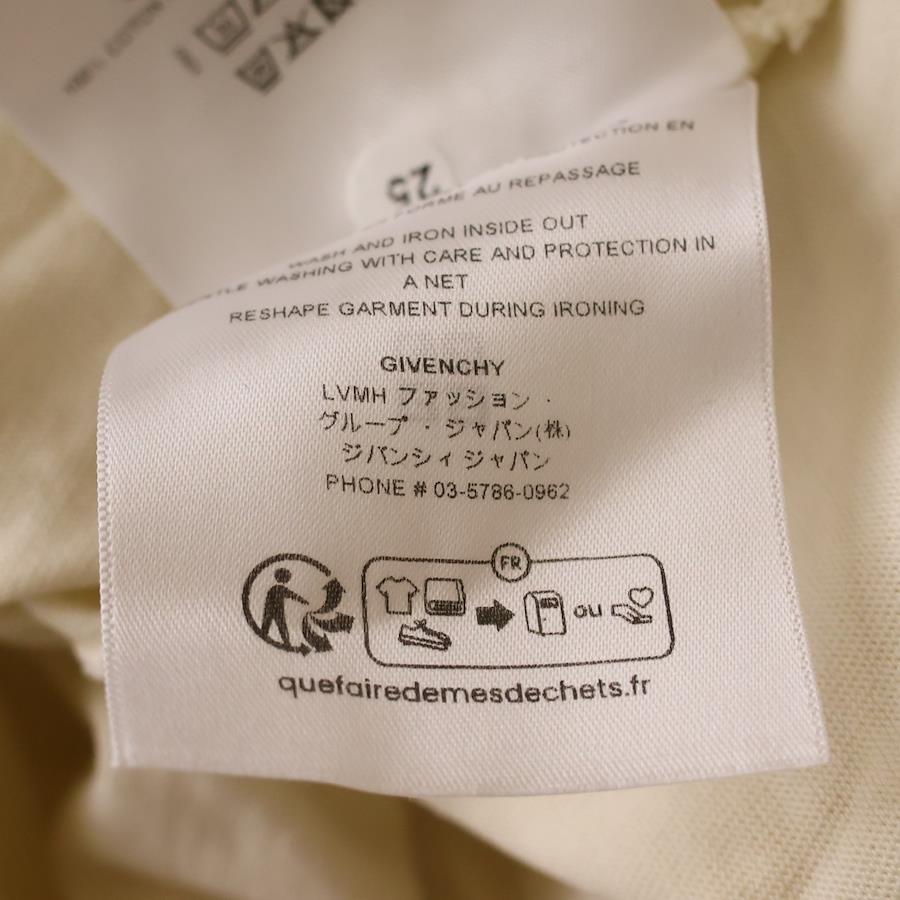 100% COTTON
25
PROTECTION EN
FORME AU REPASSAGE
WASH AND IRON INSIDE OUT
WASHING WITH CARE AND PROTECTION IN
A NET
RESHAPE GARMENT DURING IRONING
GIVENCHY
LVMH ファッション ・
グループ ・ ジャパン(株)
ジバンシィ ジャパン
PHONE # 03-5786-0962
FR
ou
quefairedemesdechets.fr